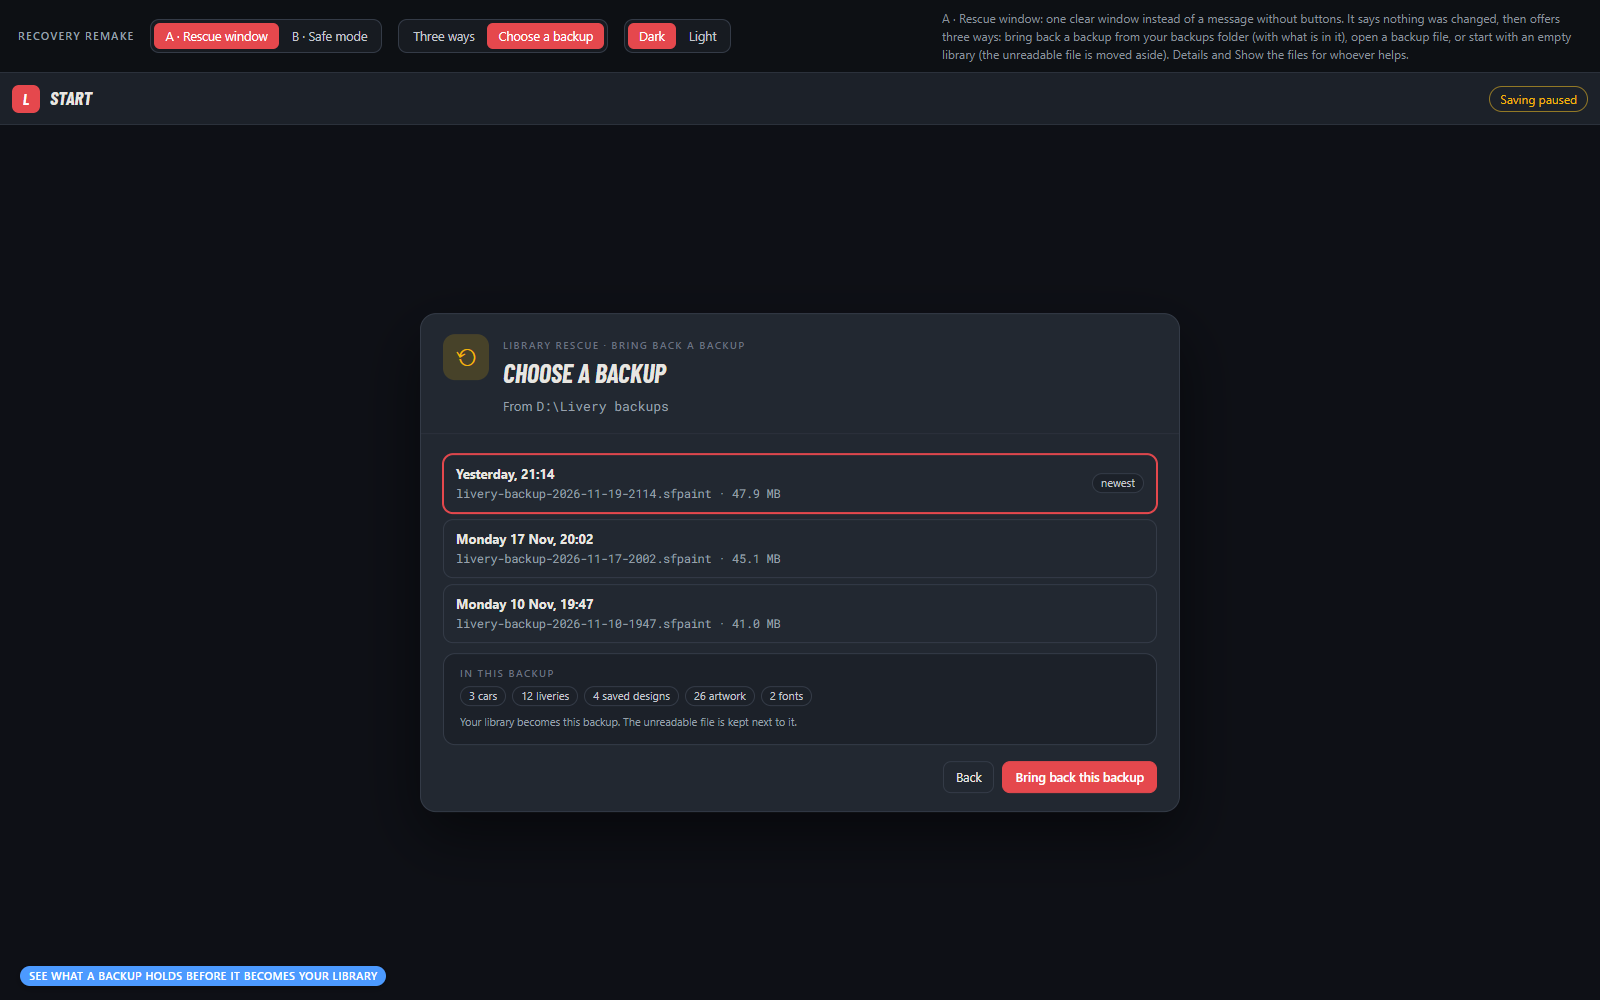 RECOVERY REMAKE
A · Rescue window
B · Safe mode
Three ways
Choose a backup
Dark
Light
A · Rescue window: one clear window instead of a message without buttons. It says nothing was changed, then offers
three ways: bring back a backup from your backups folder (with what is in it), open a backup file, or start with an empty
library (the unreadable file is moved aside). Details and Show the files for whoever helps.
L
START
Saving paused
LIBRARY RESCUE · BRING BACK A BACKUP
CHOOSE A BACKUP
From D:\Livery backups
Yesterday, 21:14
livery-backup-2026-11-19-2114.sfpaint · 47.9 MB
newest
Monday 17 Nov, 20:02
livery-backup-2026-11-17-2002.sfpaint · 45.1 MB
Monday 10 Nov, 19:47
livery-backup-2026-11-10-1947.sfpaint · 41.0 MB
IN THIS BACKUP
3 cars
12 liveries
4 saved designs
26 artwork
2 fonts
Your library becomes this backup. The unreadable file is kept next to it.
Back
Bring back this backup
SEE WHAT A BACKUP HOLDS BEFORE IT BECOMES YOUR LIBRARY